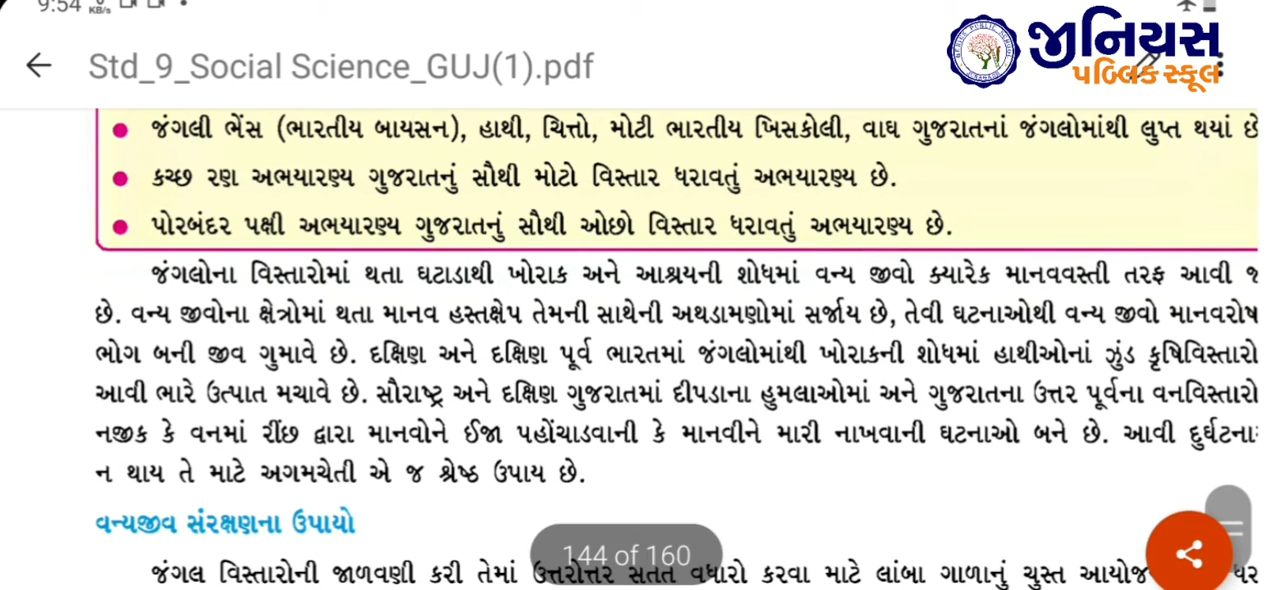 9:54 KB/s
Std_9_Social Science_GUJ(1).pdf
જીનિયસ
પબ્લિક સ્કૂલ
• જંગલી ભેંસ (ભારતીય બાયસન), હાથી, ચિત્તો, મોટી ભારતીય ખિસકોલી, વાઘ ગુજરાતનાં જંગલોમાંથી લુપ્ત થયાં છે
• કચ્છ રણ અભયારણ્ય ગુજરાતનું સૌથી મોટો વિસ્તાર ધરાવતું અભયારણ્ય છે.
• પોરબંદર પક્ષી અભયારણ્ય ગુજરાતનું સૌથી ઓછો વિસ્તાર ધરાવતું અભયારણ્ય છે.
જંગલોના વિસ્તારોમાં થતા ઘટાડાથી ખોરાક અને આશ્રયની શોધમાં વન્ય જીવો ક્યારેક માનવવસ્તી તરફ આવી
છે. વન્ય જીવોના ક્ષેત્રોમાં થતા માનવ હસ્તક્ષેપ તેમની સાથેની અથડામણોમાં સર્જાય છે, તેવી ઘટનાઓથી વન્ય જીવો માનવરોષ
ભોગ બની જીવ ગુમાવે છે. દક્ષિણ અને દક્ષિણ પૂર્વ ભારતમાં જંગલોમાંથી ખોરાકની શોધમાં હાથીઓનાં ઝુંડ કૃષિવિસ્તારો
આવી ભારે ઉત્પાત મચાવે છે. સૌરાષ્ટ્ર અને દક્ષિણ ગુજરાતમાં દીપડાના હુમલાઓમાં અને ગુજરાતના ઉત્તર પૂર્વના વનવિસ્તારો
નજીક કે વનમાં રીંછ દ્વારા માનવોને ઈજા પહોંચાડવાની કે માનવીને મારી નાખવાની ઘટનાઓ બને છે. આવી દુર્ઘટના
ન થાય તે માટે અગમચેતી એ જ શ્રેષ્ઠ ઉપાય છે.
વન્યજીવ સંરક્ષણના ઉપાયો
144 of 160
જંગલ વિસ્તારોની જાળવણી કરી તેમાં ઉત્તરોત્તર સતત વધારો કરવા માટે લાંબા ગાળાનું ચુસ્ત આયોજ